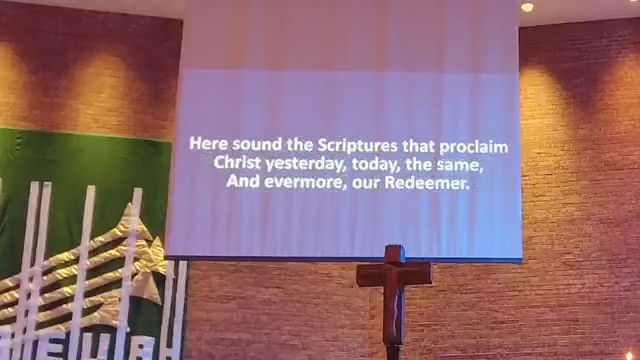 Here sound the Scriptures that proclaim
Christ yesterday, today, the same,
And evermore, our Redeemer.